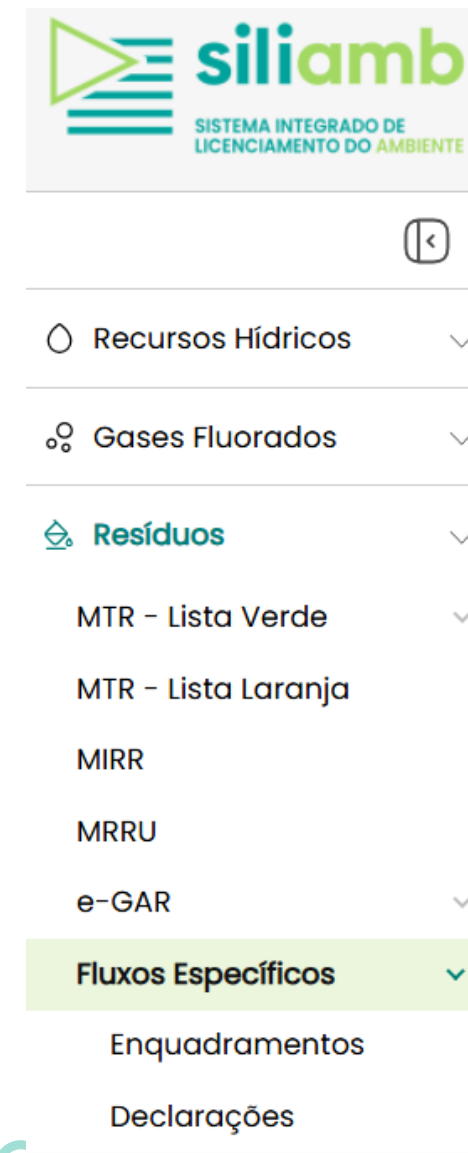 siliamb
SISTEMA INTEGRADO DE
LICENCIAMENTO DO AMBIENTE
Recursos Hídricos
Gases Fluorados
Resíduos
MTR - Lista Verde
MTR - Lista Laranja
MIRR
MRRU
e-GAR
Fluxos Específicos
Enquadramentos
Declarações